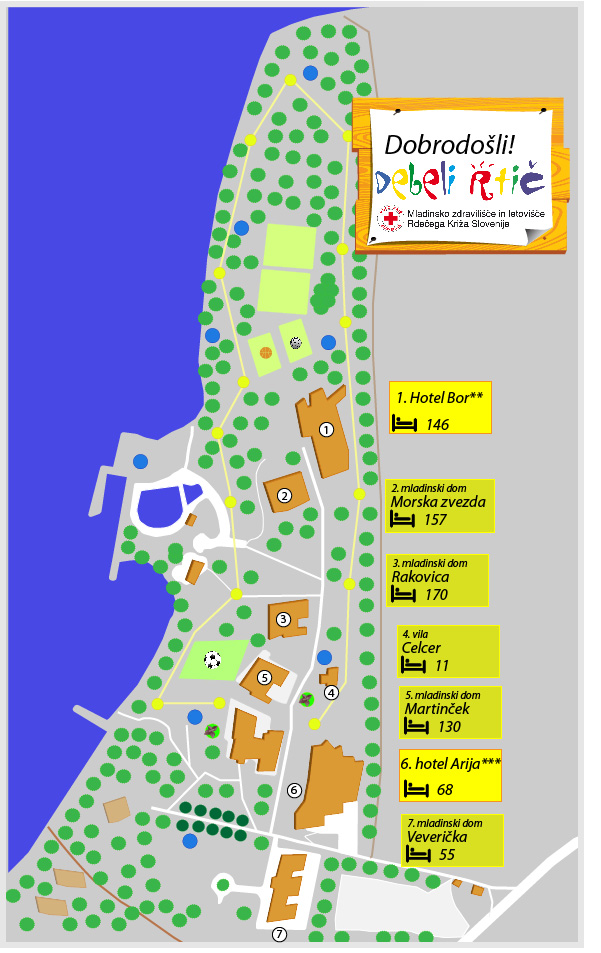 Dobrodošli!
Debeli Rtič
Mladinsko zdravilišče in letovišče
Rdečega Križa Slovenije
1. Hotel Bor**
146
2. mladinski dom
Morska zvezda
157
3. mladinski dom
Rakovica
170
4. vila
Celcer
11
5. mladinski dom
Martinček
130
6. hotel Arija***
68
7. mladinski dom
Veverička
55
1
2
3
5
4
6
7